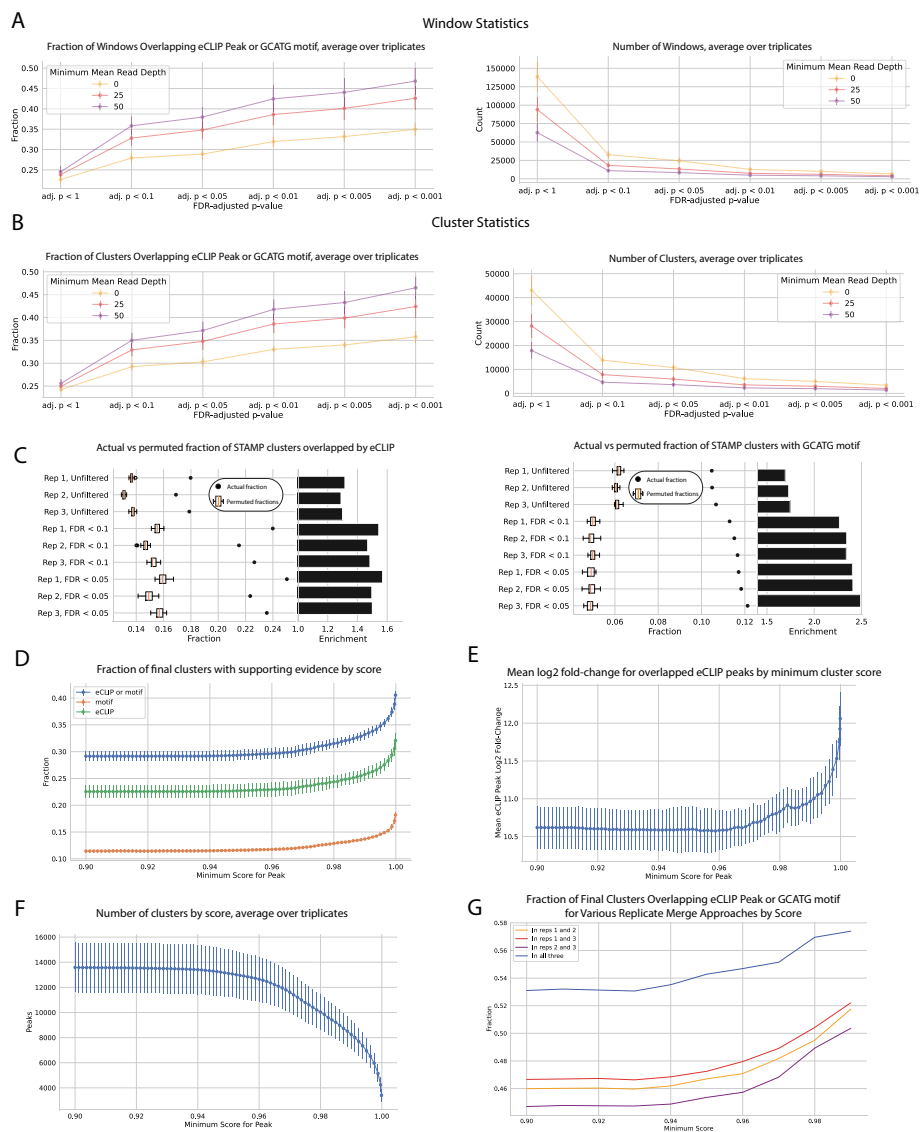 A
Window Statistics
Fraction of Windows Overlapping eCLIP Peak or GCATG motif, average over triplicates
0.50
0.45
0.40
0.35
0.30
0.25
Fraction
Minimum Mean Read Depth
0
25
50
adj. p < 1
adj. p < 0.1
adj. p < 0.05
adj. p < 0.01
adj. p < 0.005
adj. p < 0.001
FDR-adjusted p-value
Number of Windows, average over triplicates
150000
125000
100000
75000
50000
25000
0
Count
Minimum Mean Read Depth
0
25
50
adj. p < 1
adj. p < 0.1
adj. p < 0.05
adj. p < 0.01
adj. p < 0.005
adj. p < 0.001
FDR-adjusted p-value
B
Cluster Statistics
Fraction of Clusters Overlapping eCLIP Peak or GCATG motif, average over triplicates
0.50
0.45
0.40
0.35
0.30
0.25
Fraction
Minimum Mean Read Depth
0
25
50
adj. p < 1
adj. p < 0.1
adj. p < 0.05
adj. p < 0.01
adj. p < 0.005
adj. p < 0.001
FDR-adjusted p-value
Number of Clusters, average over triplicates
50000
40000
30000
20000
10000
0
Count
Minimum Mean Read Depth
0
25
50
adj. p < 1
adj. p < 0.1
adj. p < 0.05
adj. p < 0.01
adj. p < 0.005
adj. p < 0.001
FDR-adjusted p-value
C
Actual vs permuted fraction of STAMP clusters overlapped by eCLIP
Rep 1, Unfiltered
Rep 2, Unfiltered
Rep 3, Unfiltered
Rep 1, FDR < 0.1
Rep 2, FDR < 0.1
Rep 3, FDR < 0.1
Rep 1, FDR < 0.05
Rep 2, FDR < 0.05
Rep 3, FDR < 0.05
Actual fraction
Permuted fractions
0.14 0.16 0.18 0.20 0.22 0.24
Fraction
1.0 1.2 1.4 1.6
Enrichment
Actual vs permuted fraction of STAMP clusters with GCATG motif
Rep 1, Unfiltered
Rep 2, Unfiltered
Rep 3, Unfiltered
Rep 1, FDR < 0.1
Rep 2, FDR < 0.1
Rep 3, FDR < 0.1
Rep 1, FDR < 0.05
Rep 2, FDR < 0.05
Rep 3, FDR < 0.05
Actual fraction
Permuted fractions
0.06 0.08 0.10 0.12
Fraction
1.5 2.0 2.5
Enrichment
D
Fraction of final clusters with supporting evidence by score
eCLIP or motif
motif
eCLIP
0.40
0.35
0.30
0.25
0.20
0.15
0.10
Fraction
0.90 0.92 0.94 0.96 0.98 1.00
Minimum Score for Peak
E
Mean log2 fold-change for overlapped eCLIP peaks by minimum cluster score
12.5
12.0
11.5
11.0
10.5
Mean eCLIP Peak Log2 Fold-Change
0.90 0.92 0.94 0.96 0.98 1.00
Minimum Score for Peak
F
Number of clusters by score, average over triplicates
16000
14000
12000
10000
8000
6000
4000
Peaks
0.90 0.92 0.94 0.96 0.98 1.00
Minimum Score for Peak
G
Fraction of Final Clusters Overlapping eCLIP Peak or GCATG motif
for Various Replicate Merge Approaches by Score
In reps 1 and 2
In reps 1 and 3
In reps 2 and 3
In all three
0.58
0.56
0.54
0.52
0.50
0.48
0.46
Fraction
0.90 0.92 0.94 0.96 0.98
Minimum Score